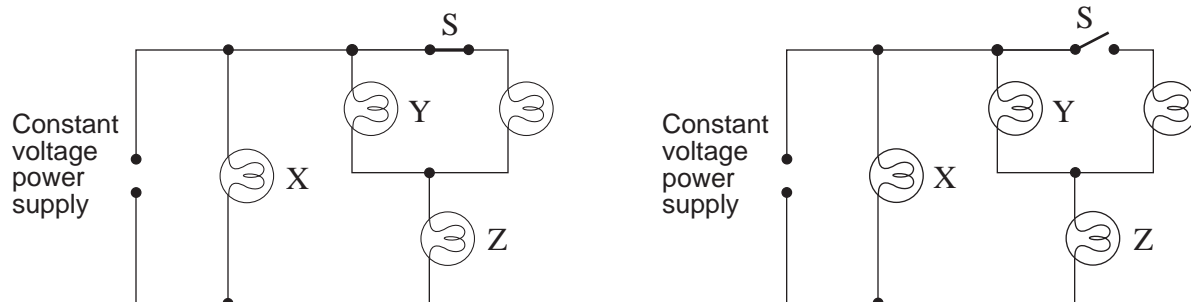 S
Y
Constant
voltage
power
supply
X
Z
S
Y
Constant
voltage
power
supply
X
Z